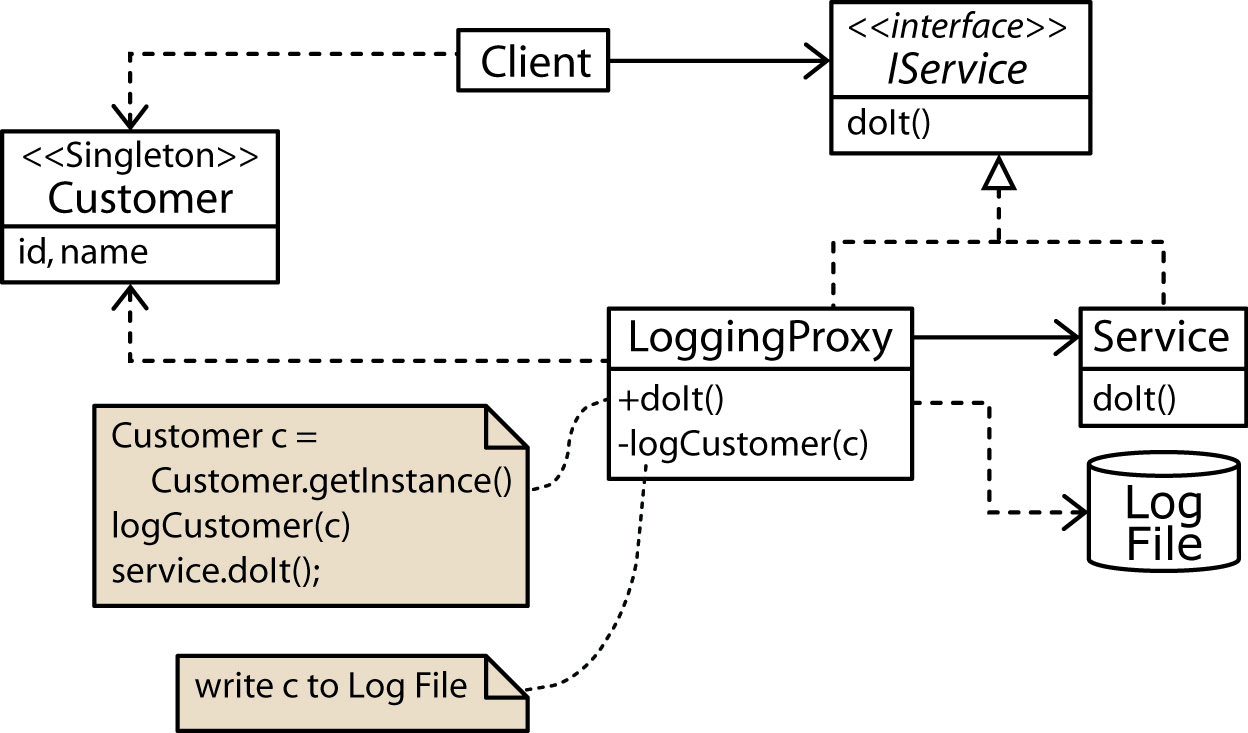 Client
<<interface>>
IService
doIt()
<<Singleton>>
Customer
id, name
LoggingProxy
+doIt()
-logCustomer(c)
Service
doIt()
Customer c =
Customer.getInstance()
logCustomer(c)
service.doIt();
Log
File
write c to Log File